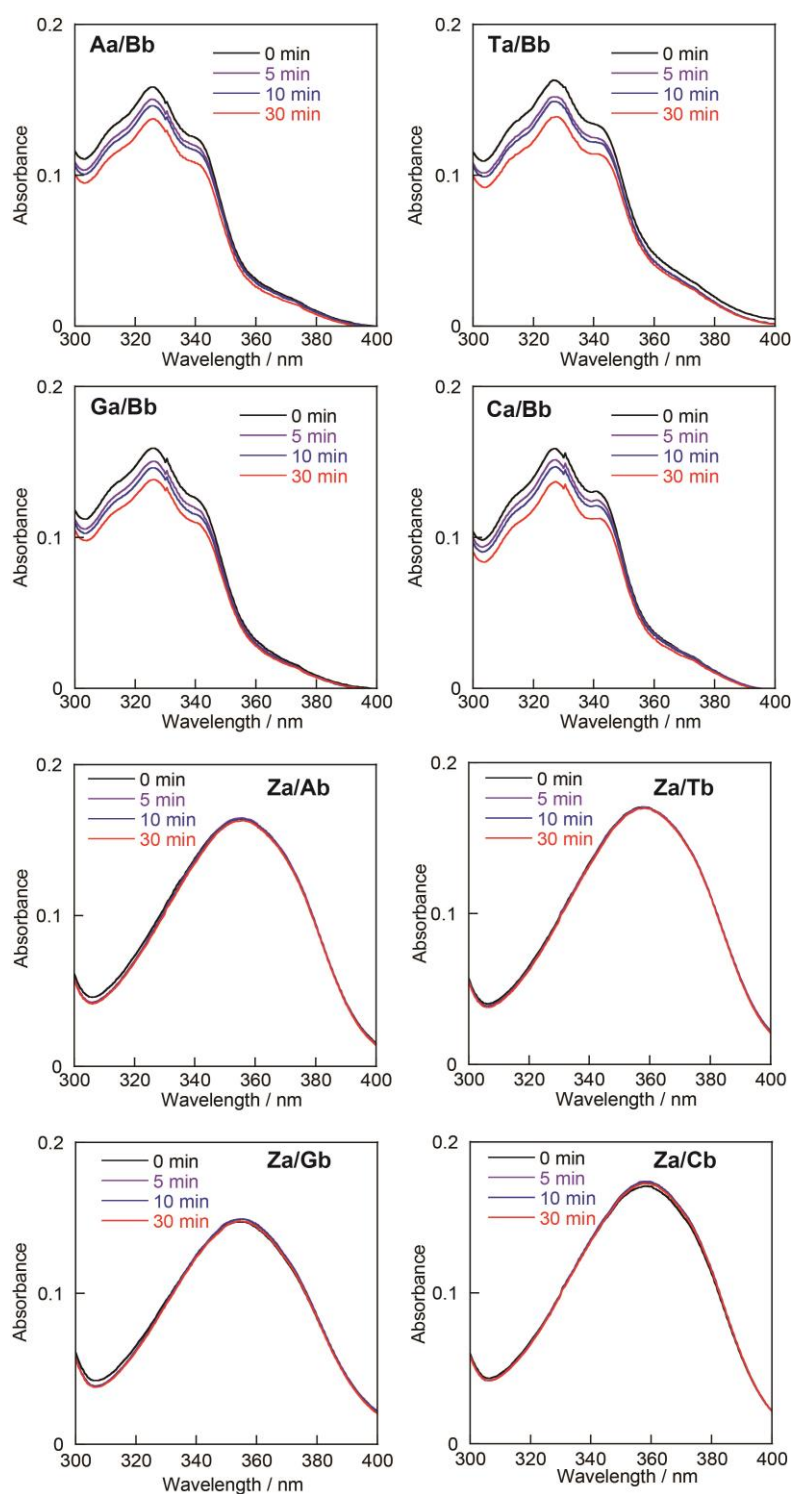 Aa/Bb
0 min
5 min
10 min
30 min
0.2
0.1
0
Absorbance
300 320 340 360 380 400
Wavelength / nm
Ta/Bb
0 min
5 min
10 min
30 min
0.2
0.1
0
Absorbance
300 320 340 360 380 400
Wavelength / nm
Ga/Bb
0 min
5 min
10 min
30 min
0.2
0.1
0
Absorbance
300 320 340 360 380 400
Wavelength / nm
Ca/Bb
0 min
5 min
10 min
30 min
0.2
0.1
0
Absorbance
300 320 340 360 380 400
Wavelength / nm
Za/Ab
0 min
5 min
10 min
30 min
0.2
0.1
0
Absorbance
300 320 340 360 380 400
Wavelength / nm
Za/Tb
0 min
5 min
10 min
30 min
0.2
0.1
0
Absorbance
300 320 340 360 380 400
Wavelength / nm
Za/Gb
0 min
5 min
10 min
30 min
0.2
0.1
0
Absorbance
300 320 340 360 380 400
Wavelength / nm
Za/Cb
0 min
5 min
10 min
30 min
0.2
0.1
0
Absorbance
300 320 340 360 380 400
Wavelength / nm